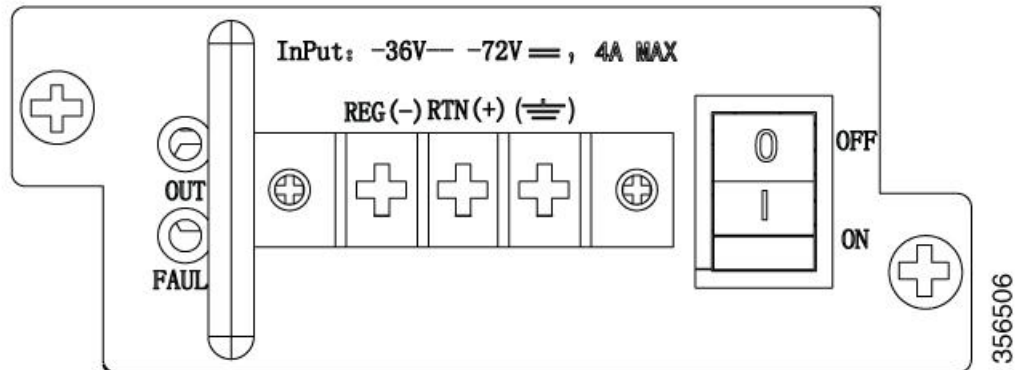 InPut: -36V-- -72V ⎓, 4A MAX
REG(-) RTN(+) (⏚)
OUT
FAUL
0
OFF
I
ON
356506